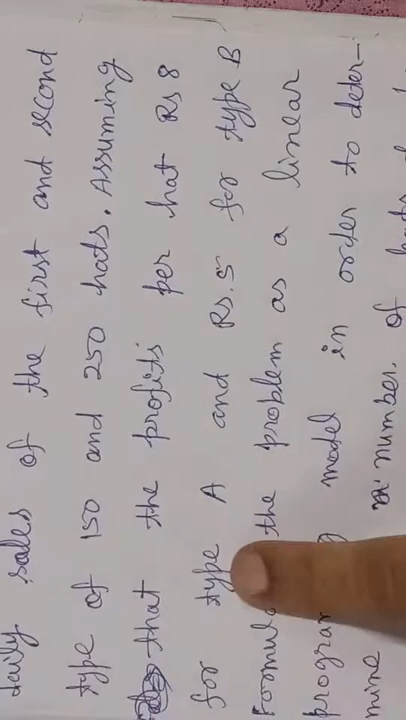 daily sales of the first and second
type of 150 and 250 hats. Assuming
that the profits per hat Rs 8
for type A and Rs. 5 for type B
Formul the problem as a linear
program model in order to deter-
mine number. of